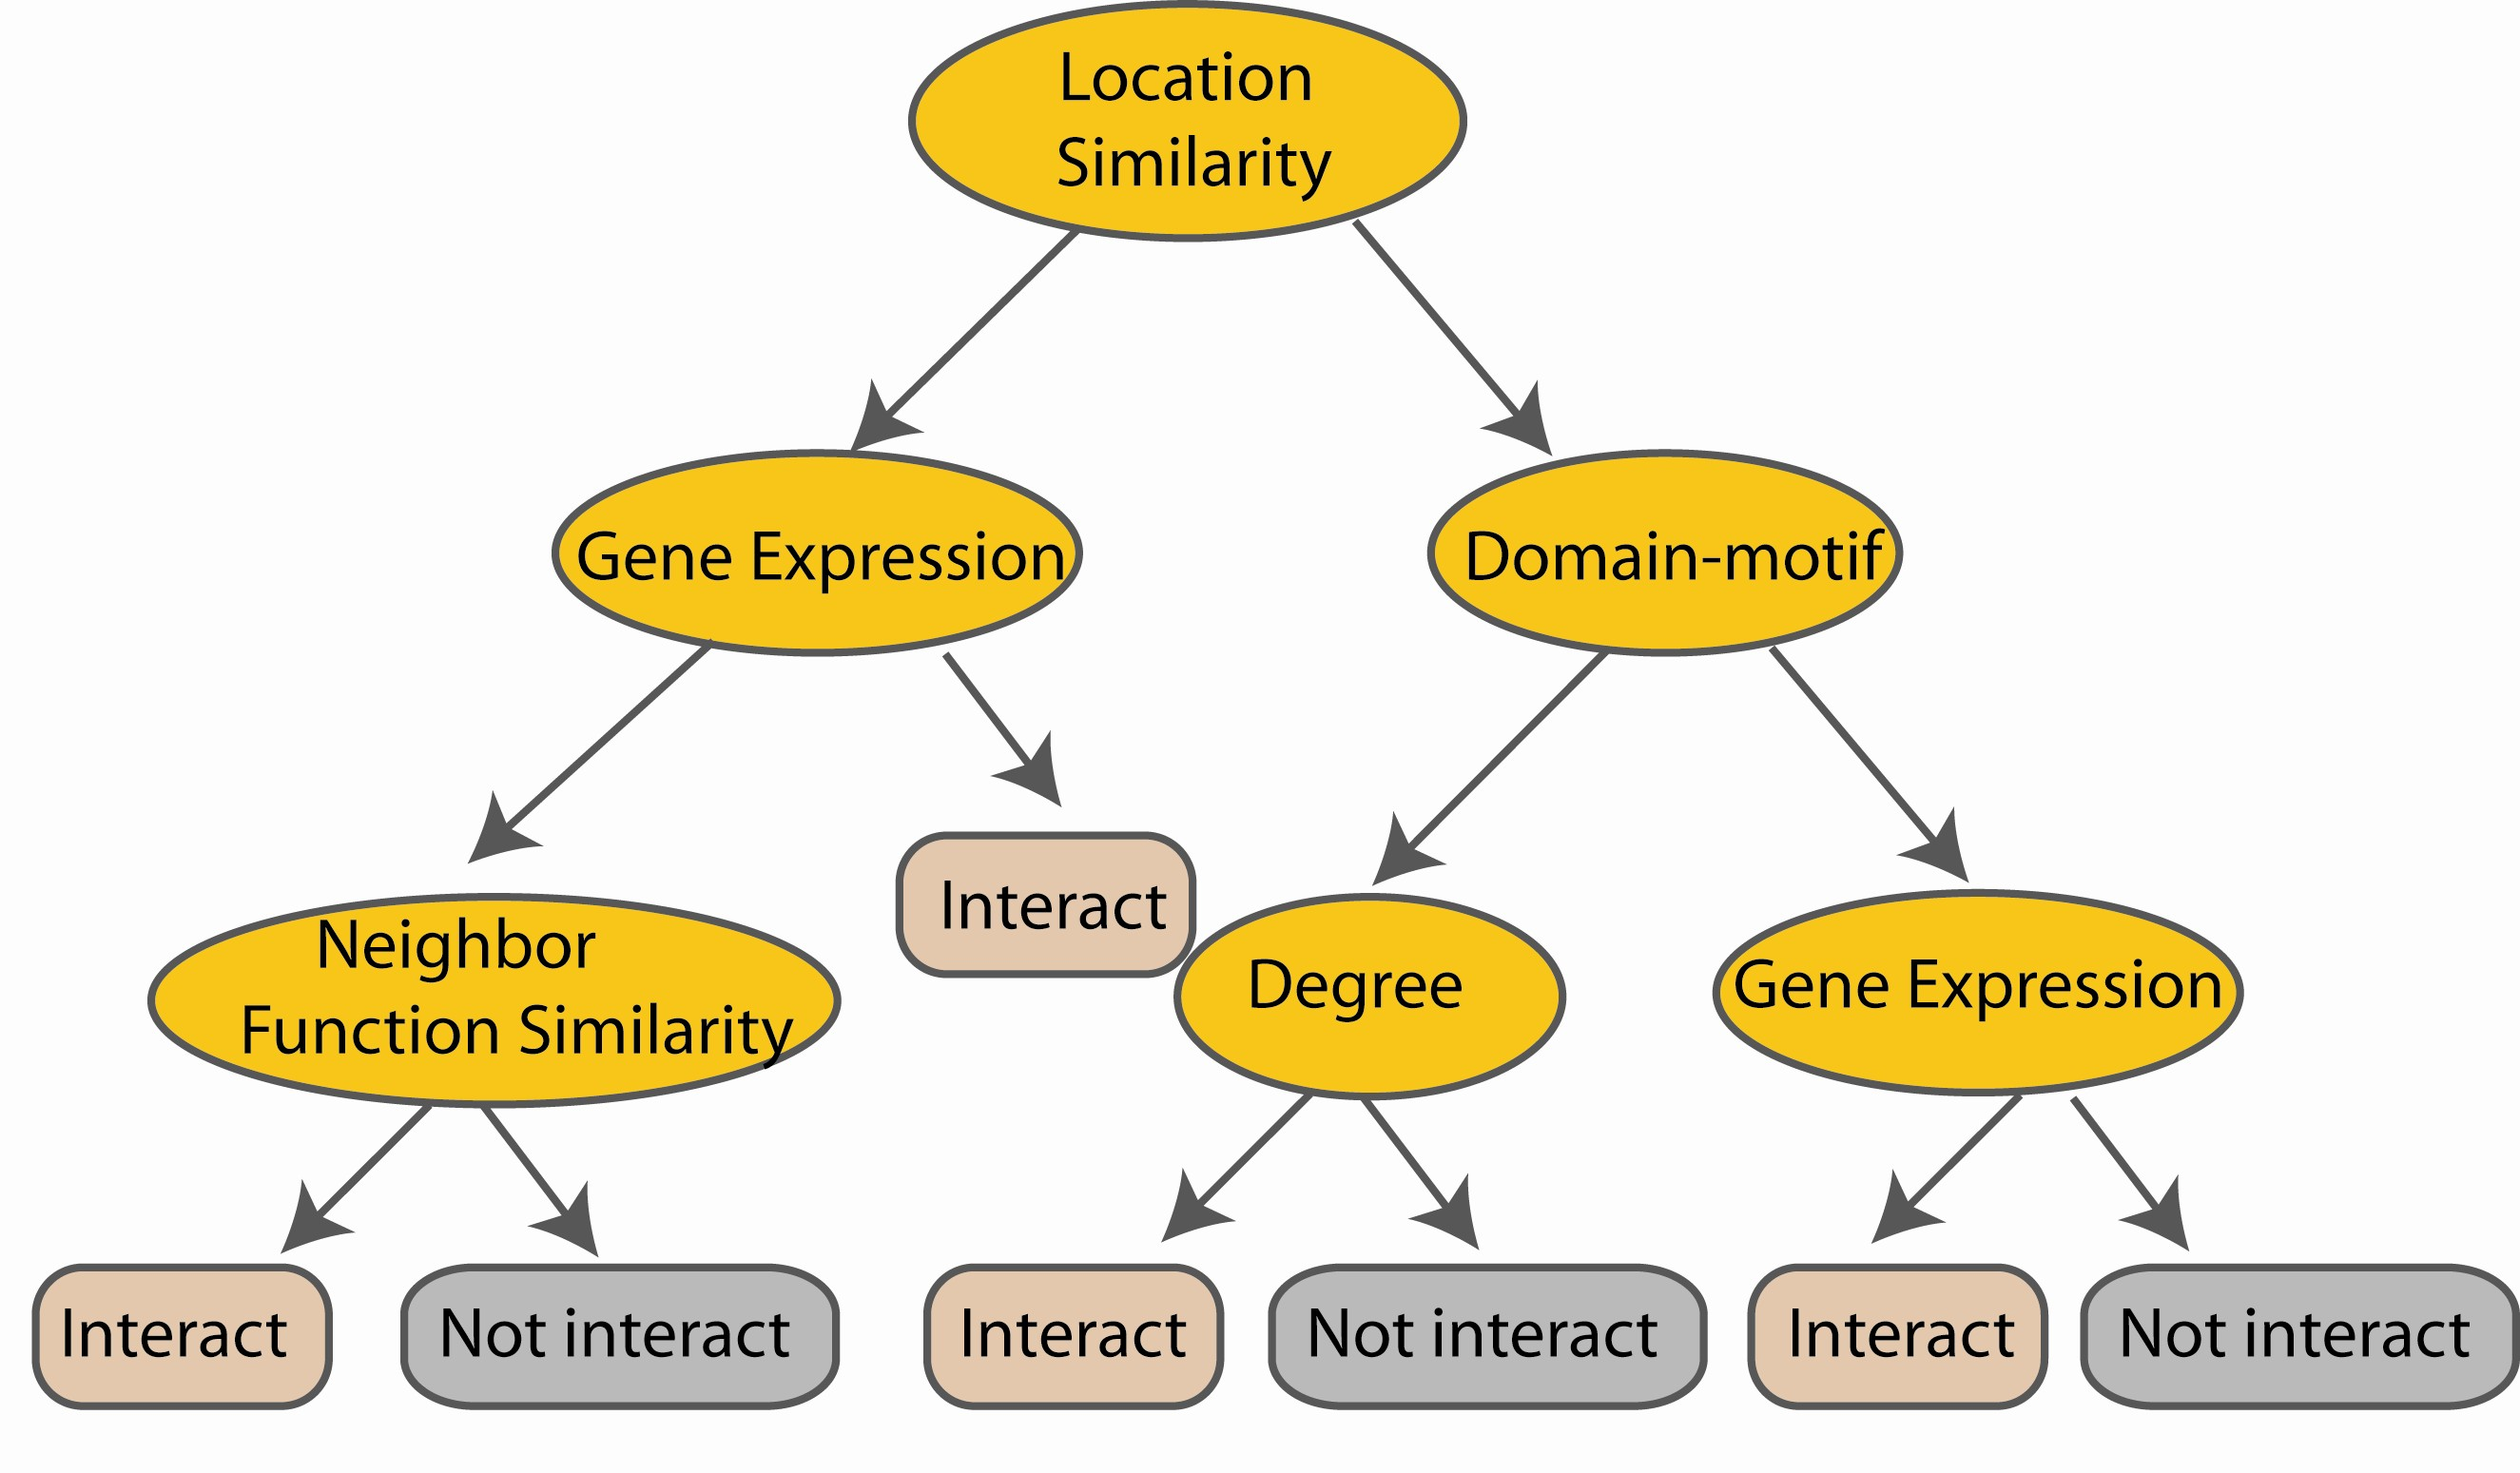 Location
Similarity
Gene Expression
Domain-motif
Interact
Neighbor
Function Similarity
Degree
Gene Expression
Interact
Not interact
Interact
Not interact
Interact
Not interact